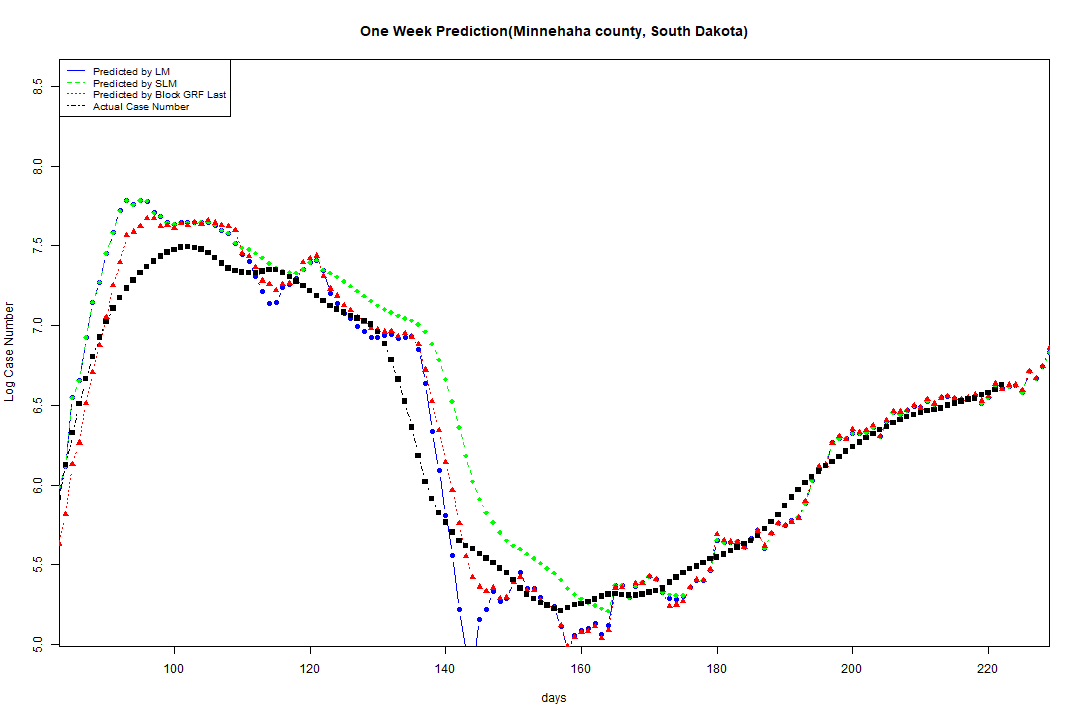 One Week Prediction(Minnehaha county, South Dakota)
Predicted by LM
Predicted by SLM
Predicted by Block GRF Last
Actual Case Number
8.5
8.0
7.5
7.0
6.5
6.0
5.5
5.0
Log Case Number
100 120 140 160 180 200 220
days